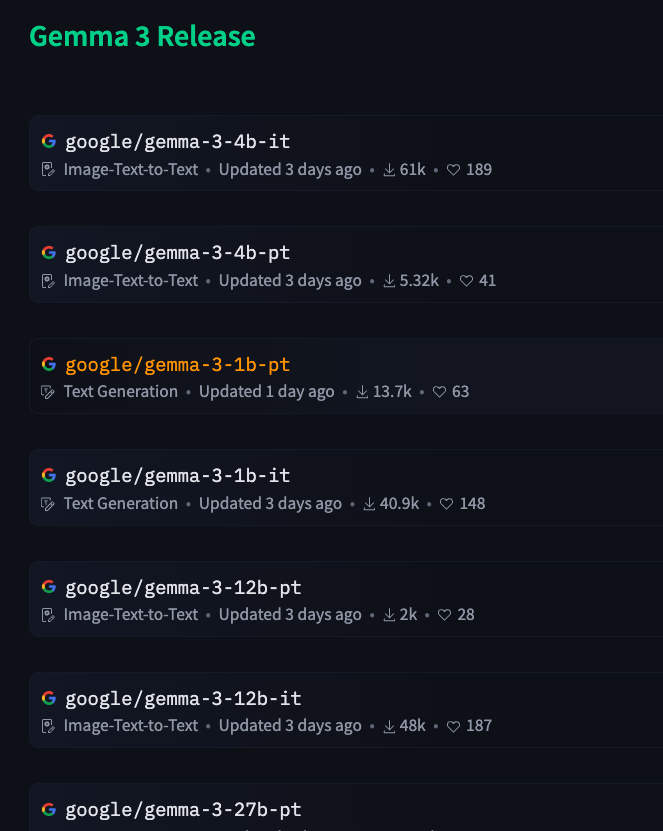 Gemma 3 Release
google/gemma-3-4b-it
Image-Text-to-Text • Updated 3 days ago • 61k • 189
google/gemma-3-4b-pt
Image-Text-to-Text • Updated 3 days ago • 5.32k • 41
google/gemma-3-1b-pt
Text Generation • Updated 1 day ago • 13.7k • 63
google/gemma-3-1b-it
Text Generation • Updated 3 days ago • 40.9k • 148
google/gemma-3-12b-pt
Image-Text-to-Text • Updated 3 days ago • 2k • 28
google/gemma-3-12b-it
Image-Text-to-Text • Updated 3 days ago • 48k • 187
google/gemma-3-27b-pt